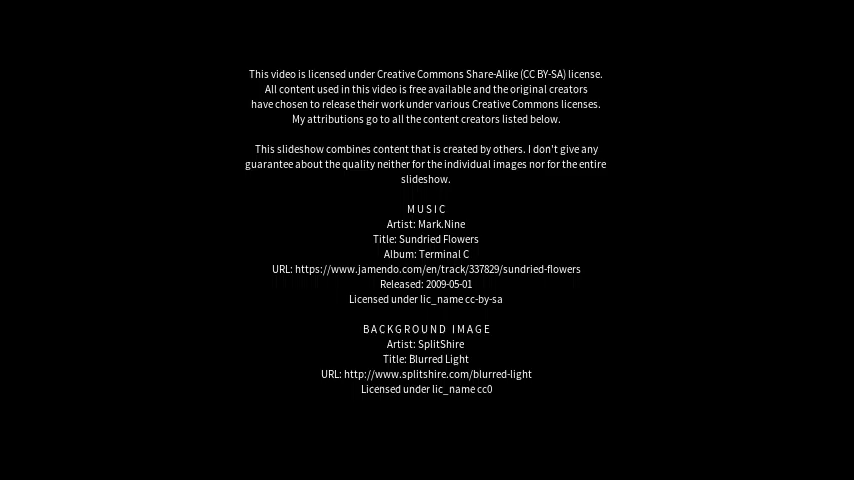 This video is licensed under Creative Commons Share-Alike (CC BY-SA) license.
All content used in this video is free available and the original creators
have chosen to release their work under various Creative Commons licenses.
My attributions go to all the content creators listed below.
This slideshow combines content that is created by others. I don't give any
guarantee about the quality neither for the individual images nor for the entire
slideshow.
MUSIC
Artist: Mark.Nine
Title: Sundried Flowers
Album: Terminal C
URL: https://www.jamendo.com/en/track/337829/sundried-flowers
Released: 2009-05-01
Licensed under lic_name cc-by-sa
BACKGROUND IMAGE
Artist: SplitShire
Title: Blurred Light
URL: http://www.splitshire.com/blurred-light
Licensed under lic_name cc0